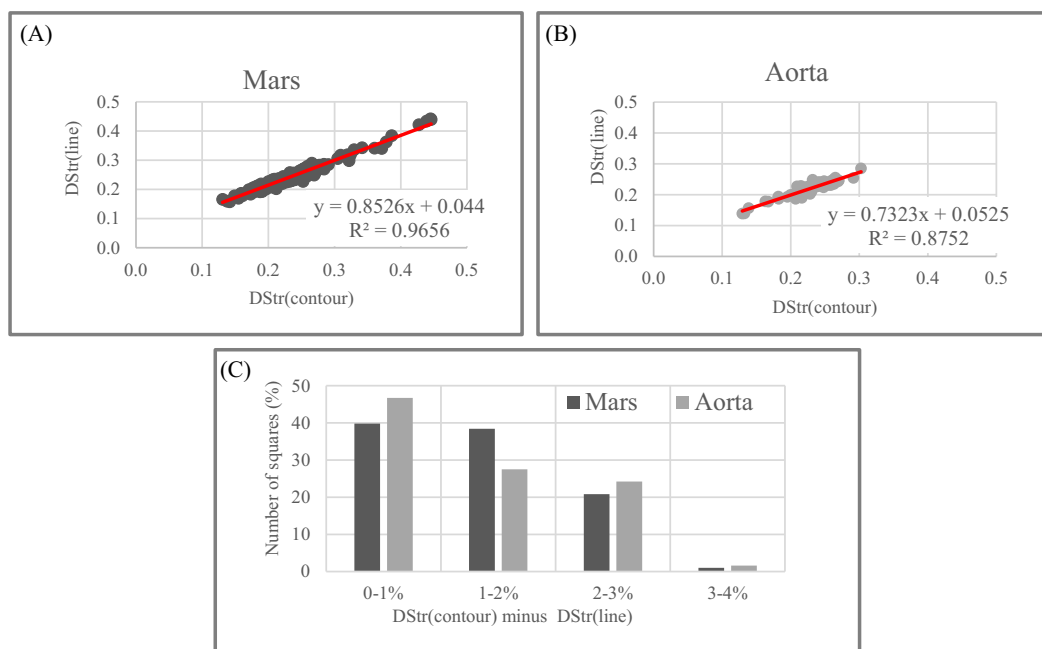 (A)
Mars
DStr(line)
0.5
0.4
0.3
0.2
0.1
0.0
y = 0.8526x + 0.044
R² = 0.9656
0.0 0.1 0.2 0.3 0.4 0.5
DStr(contour)
(B)
Aorta
DStr(line)
0.5
0.4
0.3
0.2
0.1
0.0
y = 0.7323x + 0.0525
R² = 0.8752
0.0 0.1 0.2 0.3 0.4 0.5
DStr(contour)
(C)
Number of squares (%)
50
40
30
20
10
0
Mars Aorta
0-1% 1-2% 2-3% 3-4%
DStr(contour) minus DStr(line)